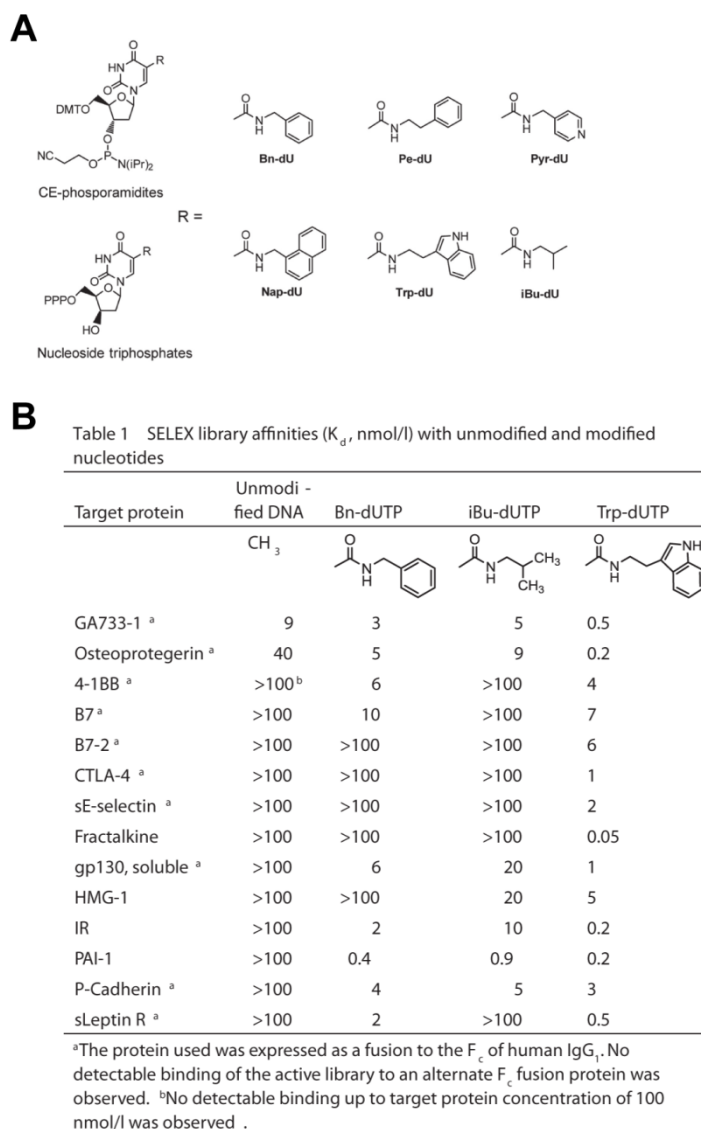 A
O
R
HN
O
N
DMTO
O
O
NC
O
P
N(iPr)₂
CE-phosporamidites
O
N
H
Bn-dU
O
N
H
Pe-dU
O
N
H
N
Pyr-dU
R =
O
R
HN
O
N
PPPO
O
HO
Nucleoside triphosphates
O
N
H
Nap-dU
O
N
H
NH
Trp-dU
O
N
H
iBu-dU
B
Table 1 SELEX library affinities (K_d, nmol/l) with unmodified and modified
nucleotides
Target protein Unmodi - fied DNA Bn-dUTP iBu-dUTP Trp-dUTP
CH₃
O
N
H
O
N
H
CH₃
CH₃
O
N
H
NH
GA733-1 ᵃ 9 3 5 0.5
Osteoprotegerin ᵃ 40 5 9 0.2
4-1BB ᵃ >100ᵇ 6 >100 4
B7 ᵃ >100 10 >100 7
B7-2 ᵃ >100 >100 >100 6
CTLA-4 ᵃ >100 >100 >100 1
sE-selectin ᵃ >100 >100 >100 2
Fractalkine >100 >100 >100 0.05
gp130, soluble ᵃ >100 6 20 1
HMG-1 >100 >100 20 5
IR >100 2 10 0.2
PAI-1 >100 0.4 0.9 0.2
P-Cadherin ᵃ >100 4 5 3
sLeptin R ᵃ >100 2 >100 0.5
ᵃThe protein used was expressed as a fusion to the F_c of human IgG₁. No
detectable binding of the active library to an alternate F_c fusion protein was
observed. ᵇNo detectable binding up to target protein concentration of 100
nmol/l was observed .